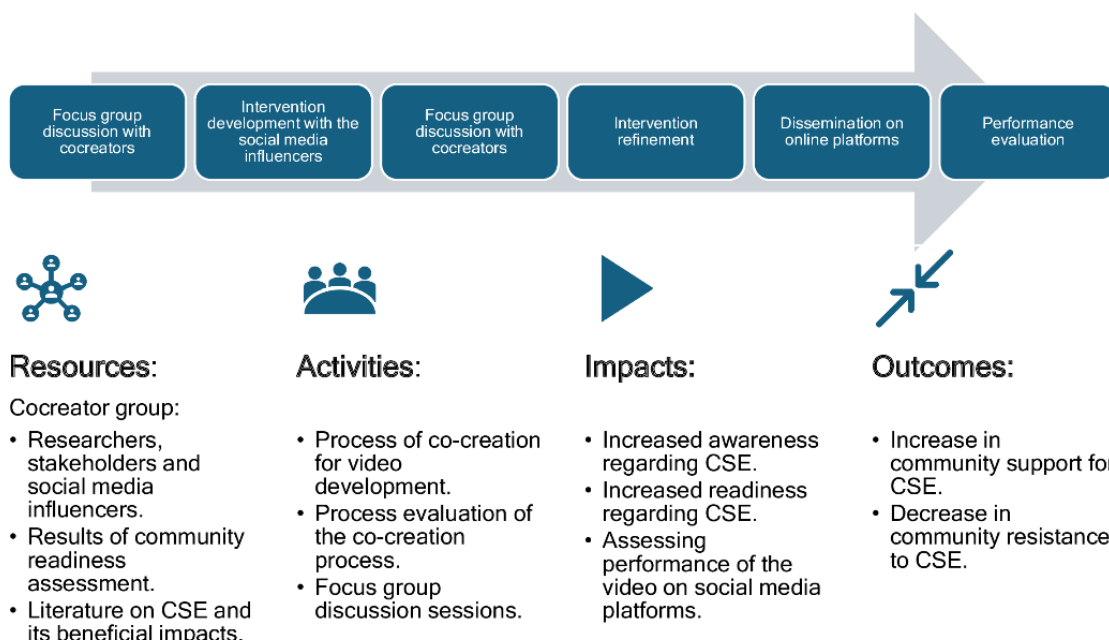 Focus group
discussion with
cocreators
Intervention
development with the
social media
influencers
Focus group
discussion with
cocreators
Intervention
refinement
Dissemination on
online platforms
Performance
evaluation
Resources:
Cocreator group:
• Researchers,
stakeholders and
social media
influencers.
• Results of community
readiness
assessment.
• Literature on CSE and
its beneficial impacts.
Activities:
• Process of co-creation
for video
development.
• Process evaluation of
the co-creation
process.
• Focus group
discussion sessions.
Impacts:
• Increased awareness
regarding CSE.
• Increased readiness
regarding CSE.
• Assessing
performance of the
video on social media
platforms.
Outcomes:
• Increase in
community support for
CSE.
• Decrease in
community resistance
to CSE.